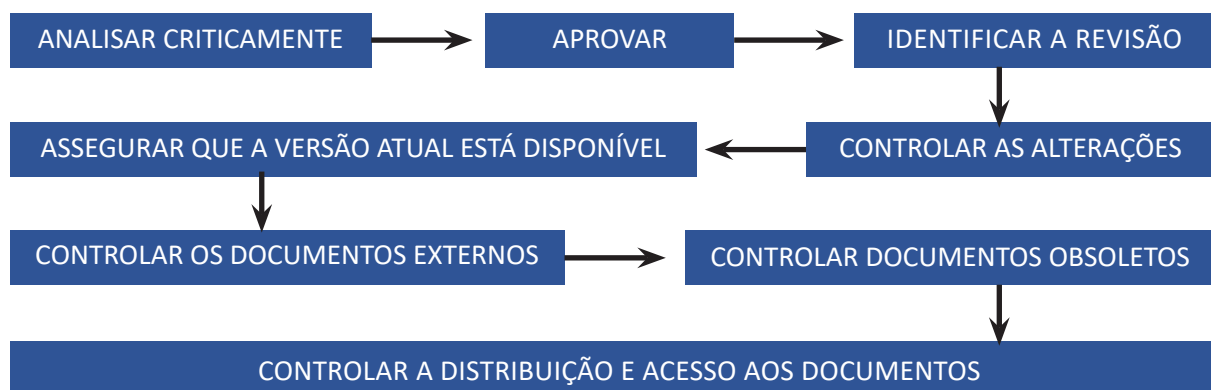 ANALISAR CRITICAMENTE
APROVAR
IDENTIFICAR A REVISÃO
CONTROLAR AS ALTERAÇÕES
ASSEGURAR QUE A VERSÃO ATUAL ESTÁ DISPONÍVEL
CONTROLAR OS DOCUMENTOS EXTERNOS
CONTROLAR DOCUMENTOS OBSOLETOS
CONTROLAR A DISTRIBUIÇÃO E ACESSO AOS DOCUMENTOS